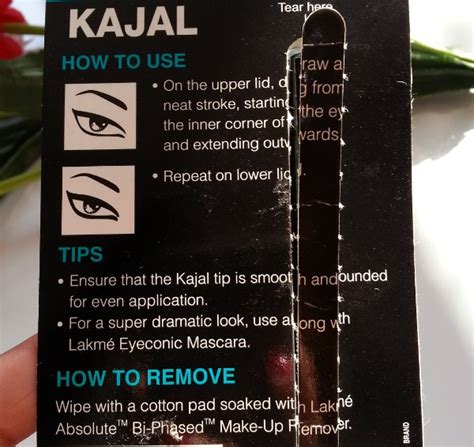 KAJAL
Tear here
HOW TO USE
• On the upper lid, d raw a
neat stroke, starting from
the inner corner of the eye
and extending outwards.
• Repeat on lower lid
TIPS
• Ensure that the Kajal tip is smooth and ounded
for even application.
• For a super dramatic look, use along with
Lakmé Eyeconic Mascara.
HOW TO REMOVE
Wipe with a cotton pad soaked with Lakmé
Absolute™ Bi-Phased™ Make-Up Remover.
BRAND